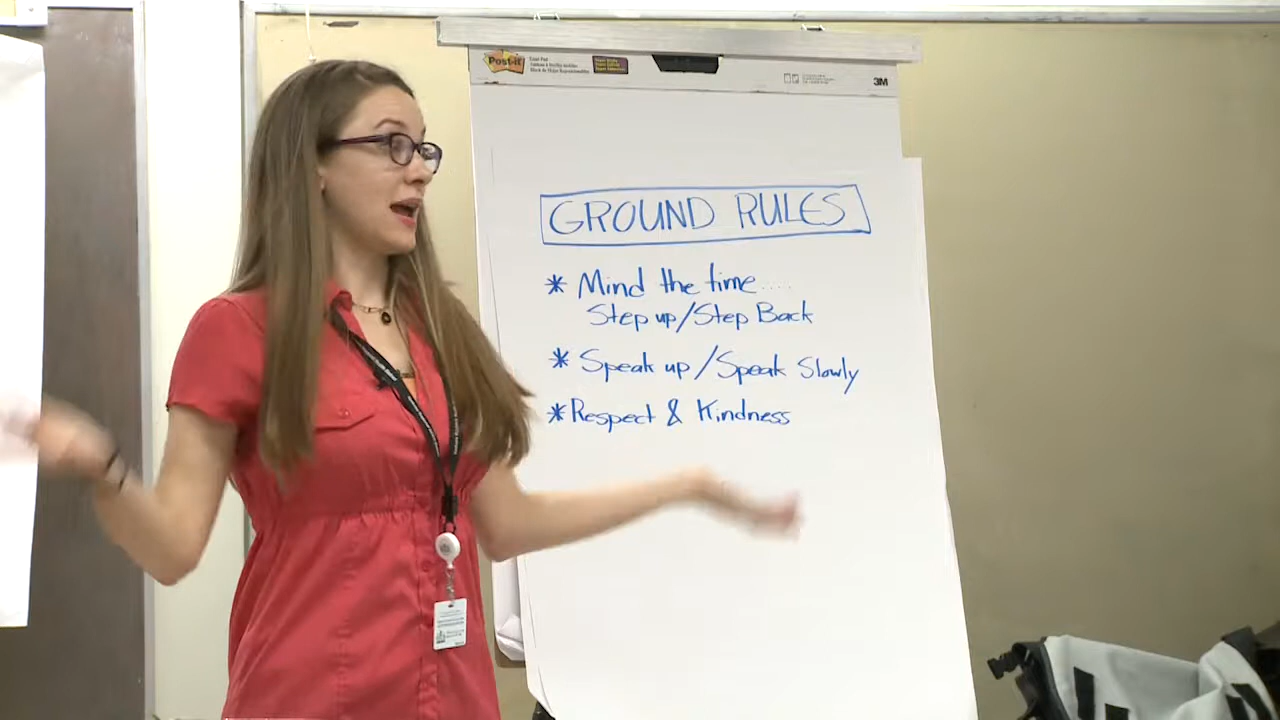 Post-it
3M
GROUND RULES
* Mind the time....
Step up/Step Back
* Speak up/Speak Slowly
* Respect & Kindness